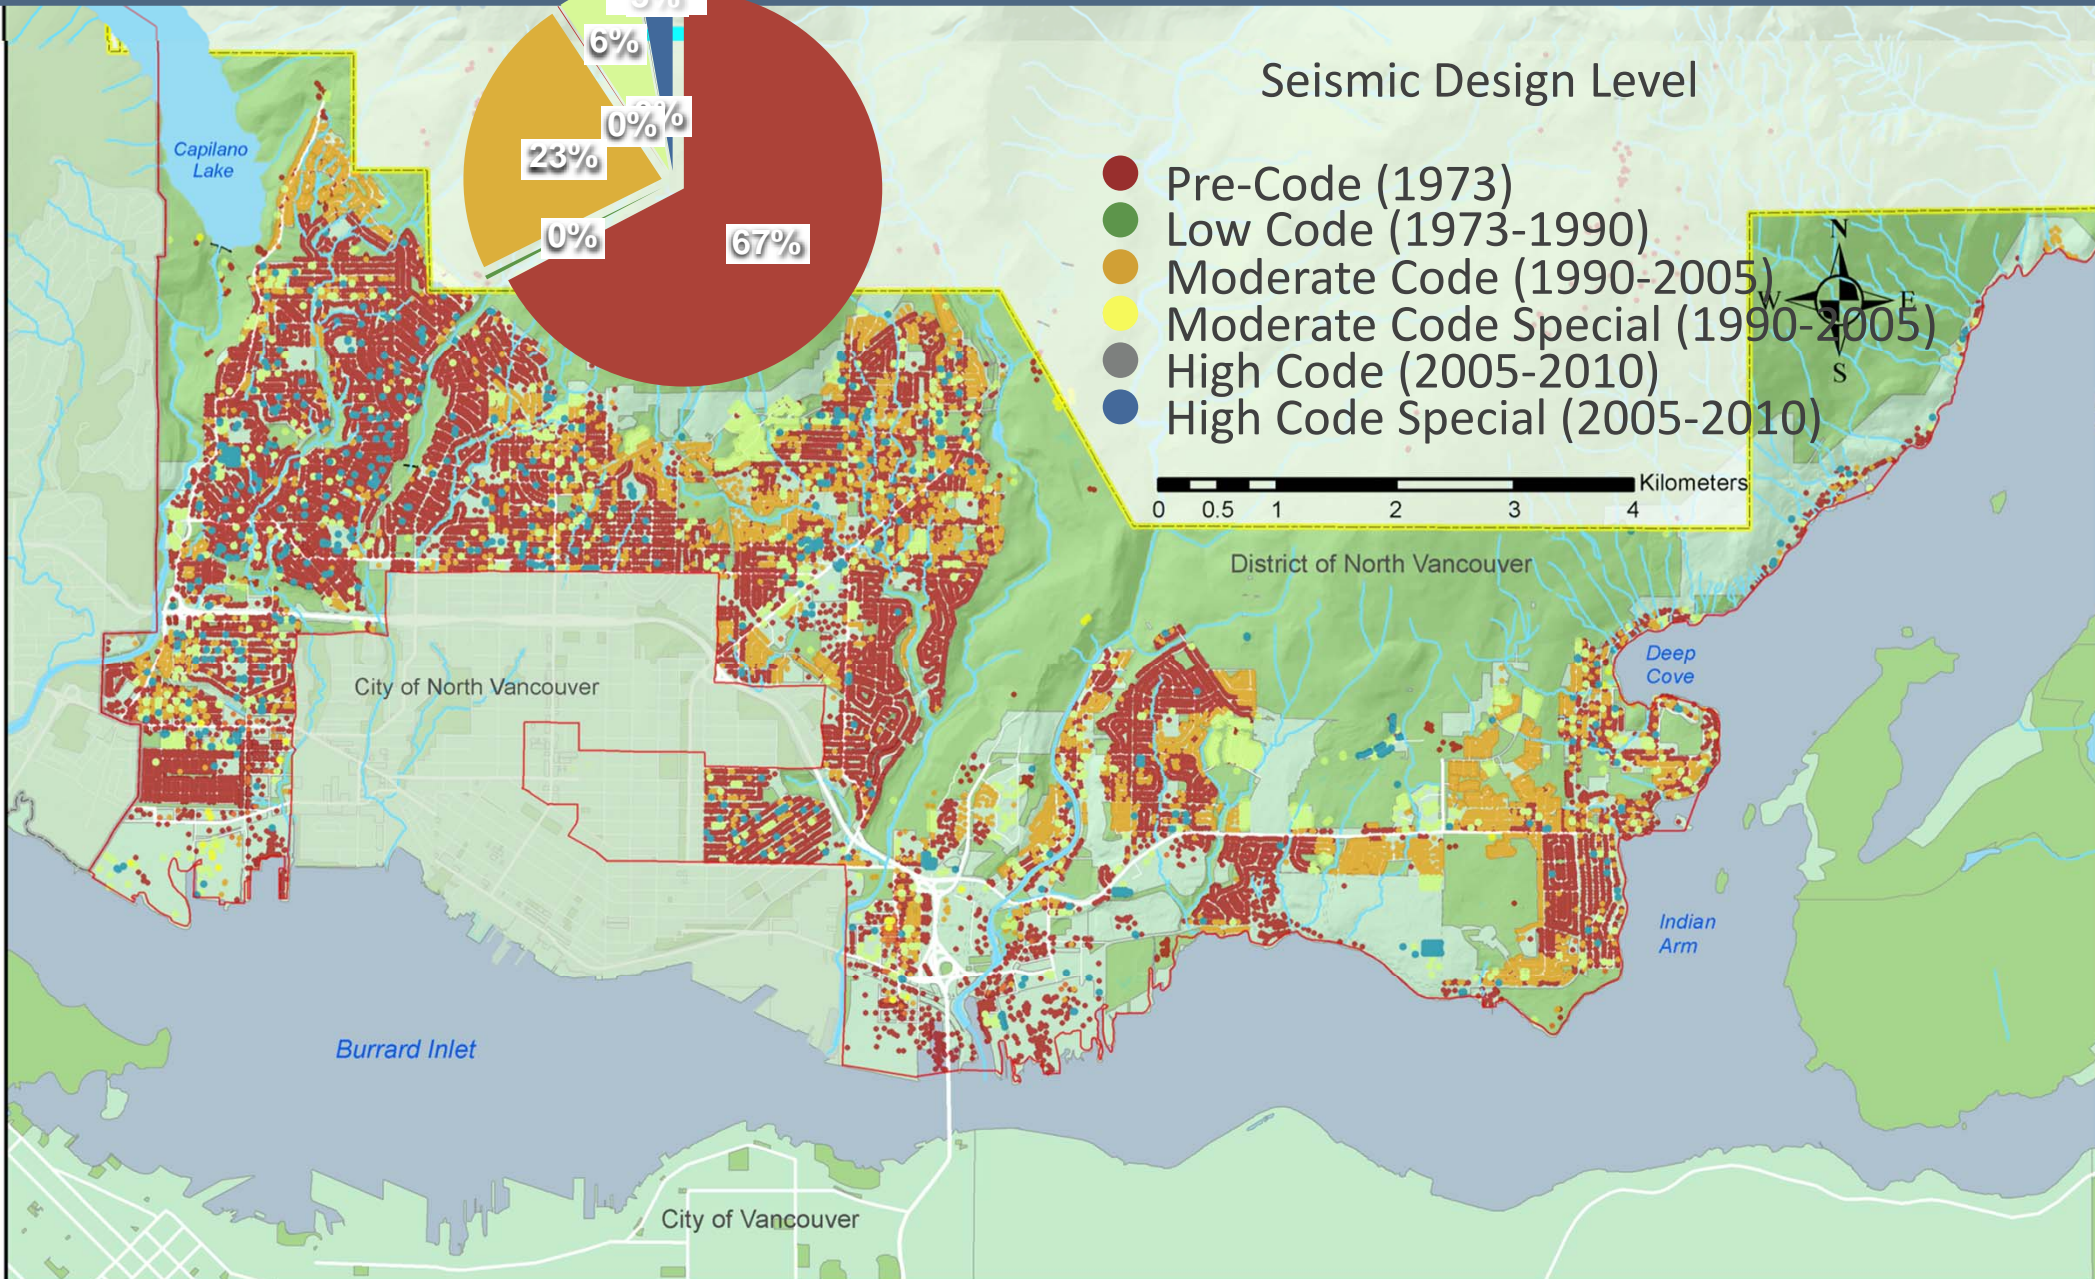 6%
0%
23%
0%
67%
Seismic Design Level
Pre-Code (1973)
Low Code (1973-1990)
Moderate Code (1990-2005)
Moderate Code Special (1990-2005)
High Code (2005-2010)
High Code Special (2005-2010)
N
W E
S
Kilometers
0 0.5 1 2 3 4
Capilano
Lake
District of North Vancouver
City of North Vancouver
Deep
Cove
Indian
Arm
Burrard Inlet
City of Vancouver